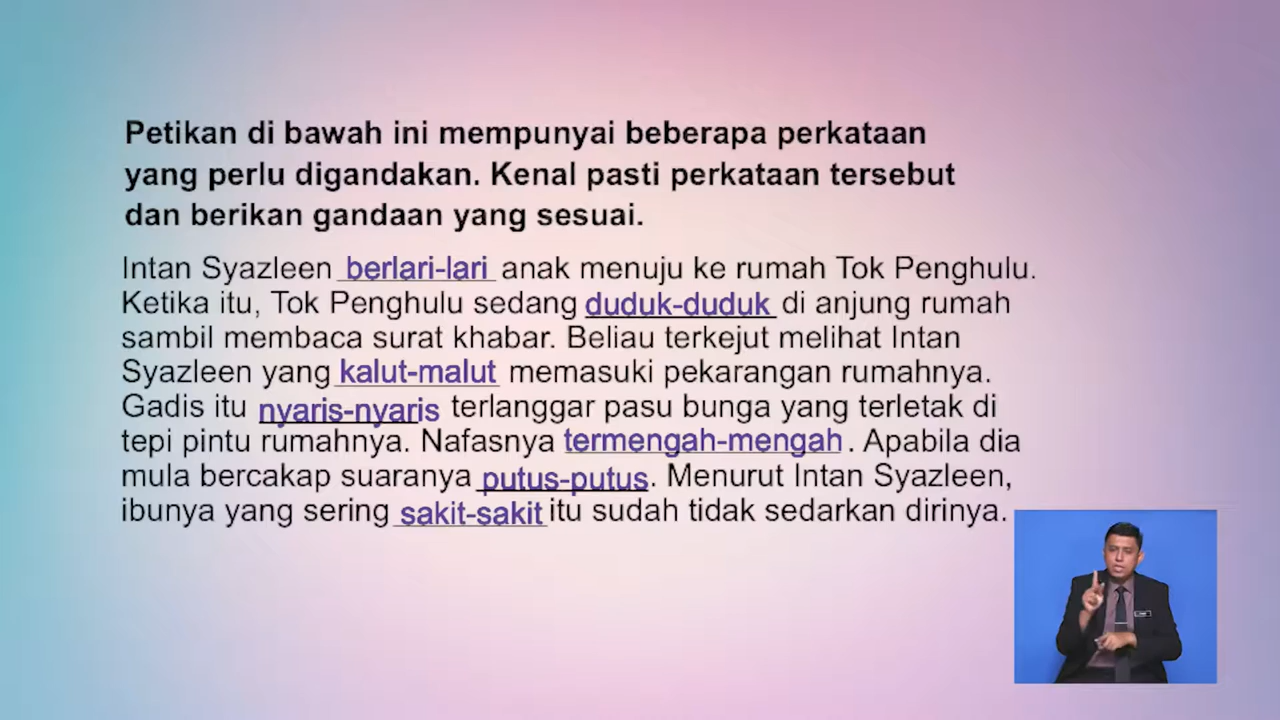 Petikan di bawah ini mempunyai beberapa perkataan
yang perlu digandakan. Kenal pasti perkataan tersebut
dan berikan gandaan yang sesuai.
Intan Syazleen berlari-lari anak menuju ke rumah Tok Penghulu.
Ketika itu, Tok Penghulu sedang duduk-duduk di anjung rumah
sambil membaca surat khabar. Beliau terkejut melihat Intan
Syazleen yang kalut-malut memasuki pekarangan rumahnya.
Gadis itu nyaris-nyaris terlanggar pasu bunga yang terletak di
tepi pintu rumahnya. Nafasnya termengah-mengah. Apabila dia
mula bercakap suaranya putus-putus. Menurut Intan Syazleen,
ibunya yang sering sakit-sakit itu sudah tidak sedarkan dirinya.